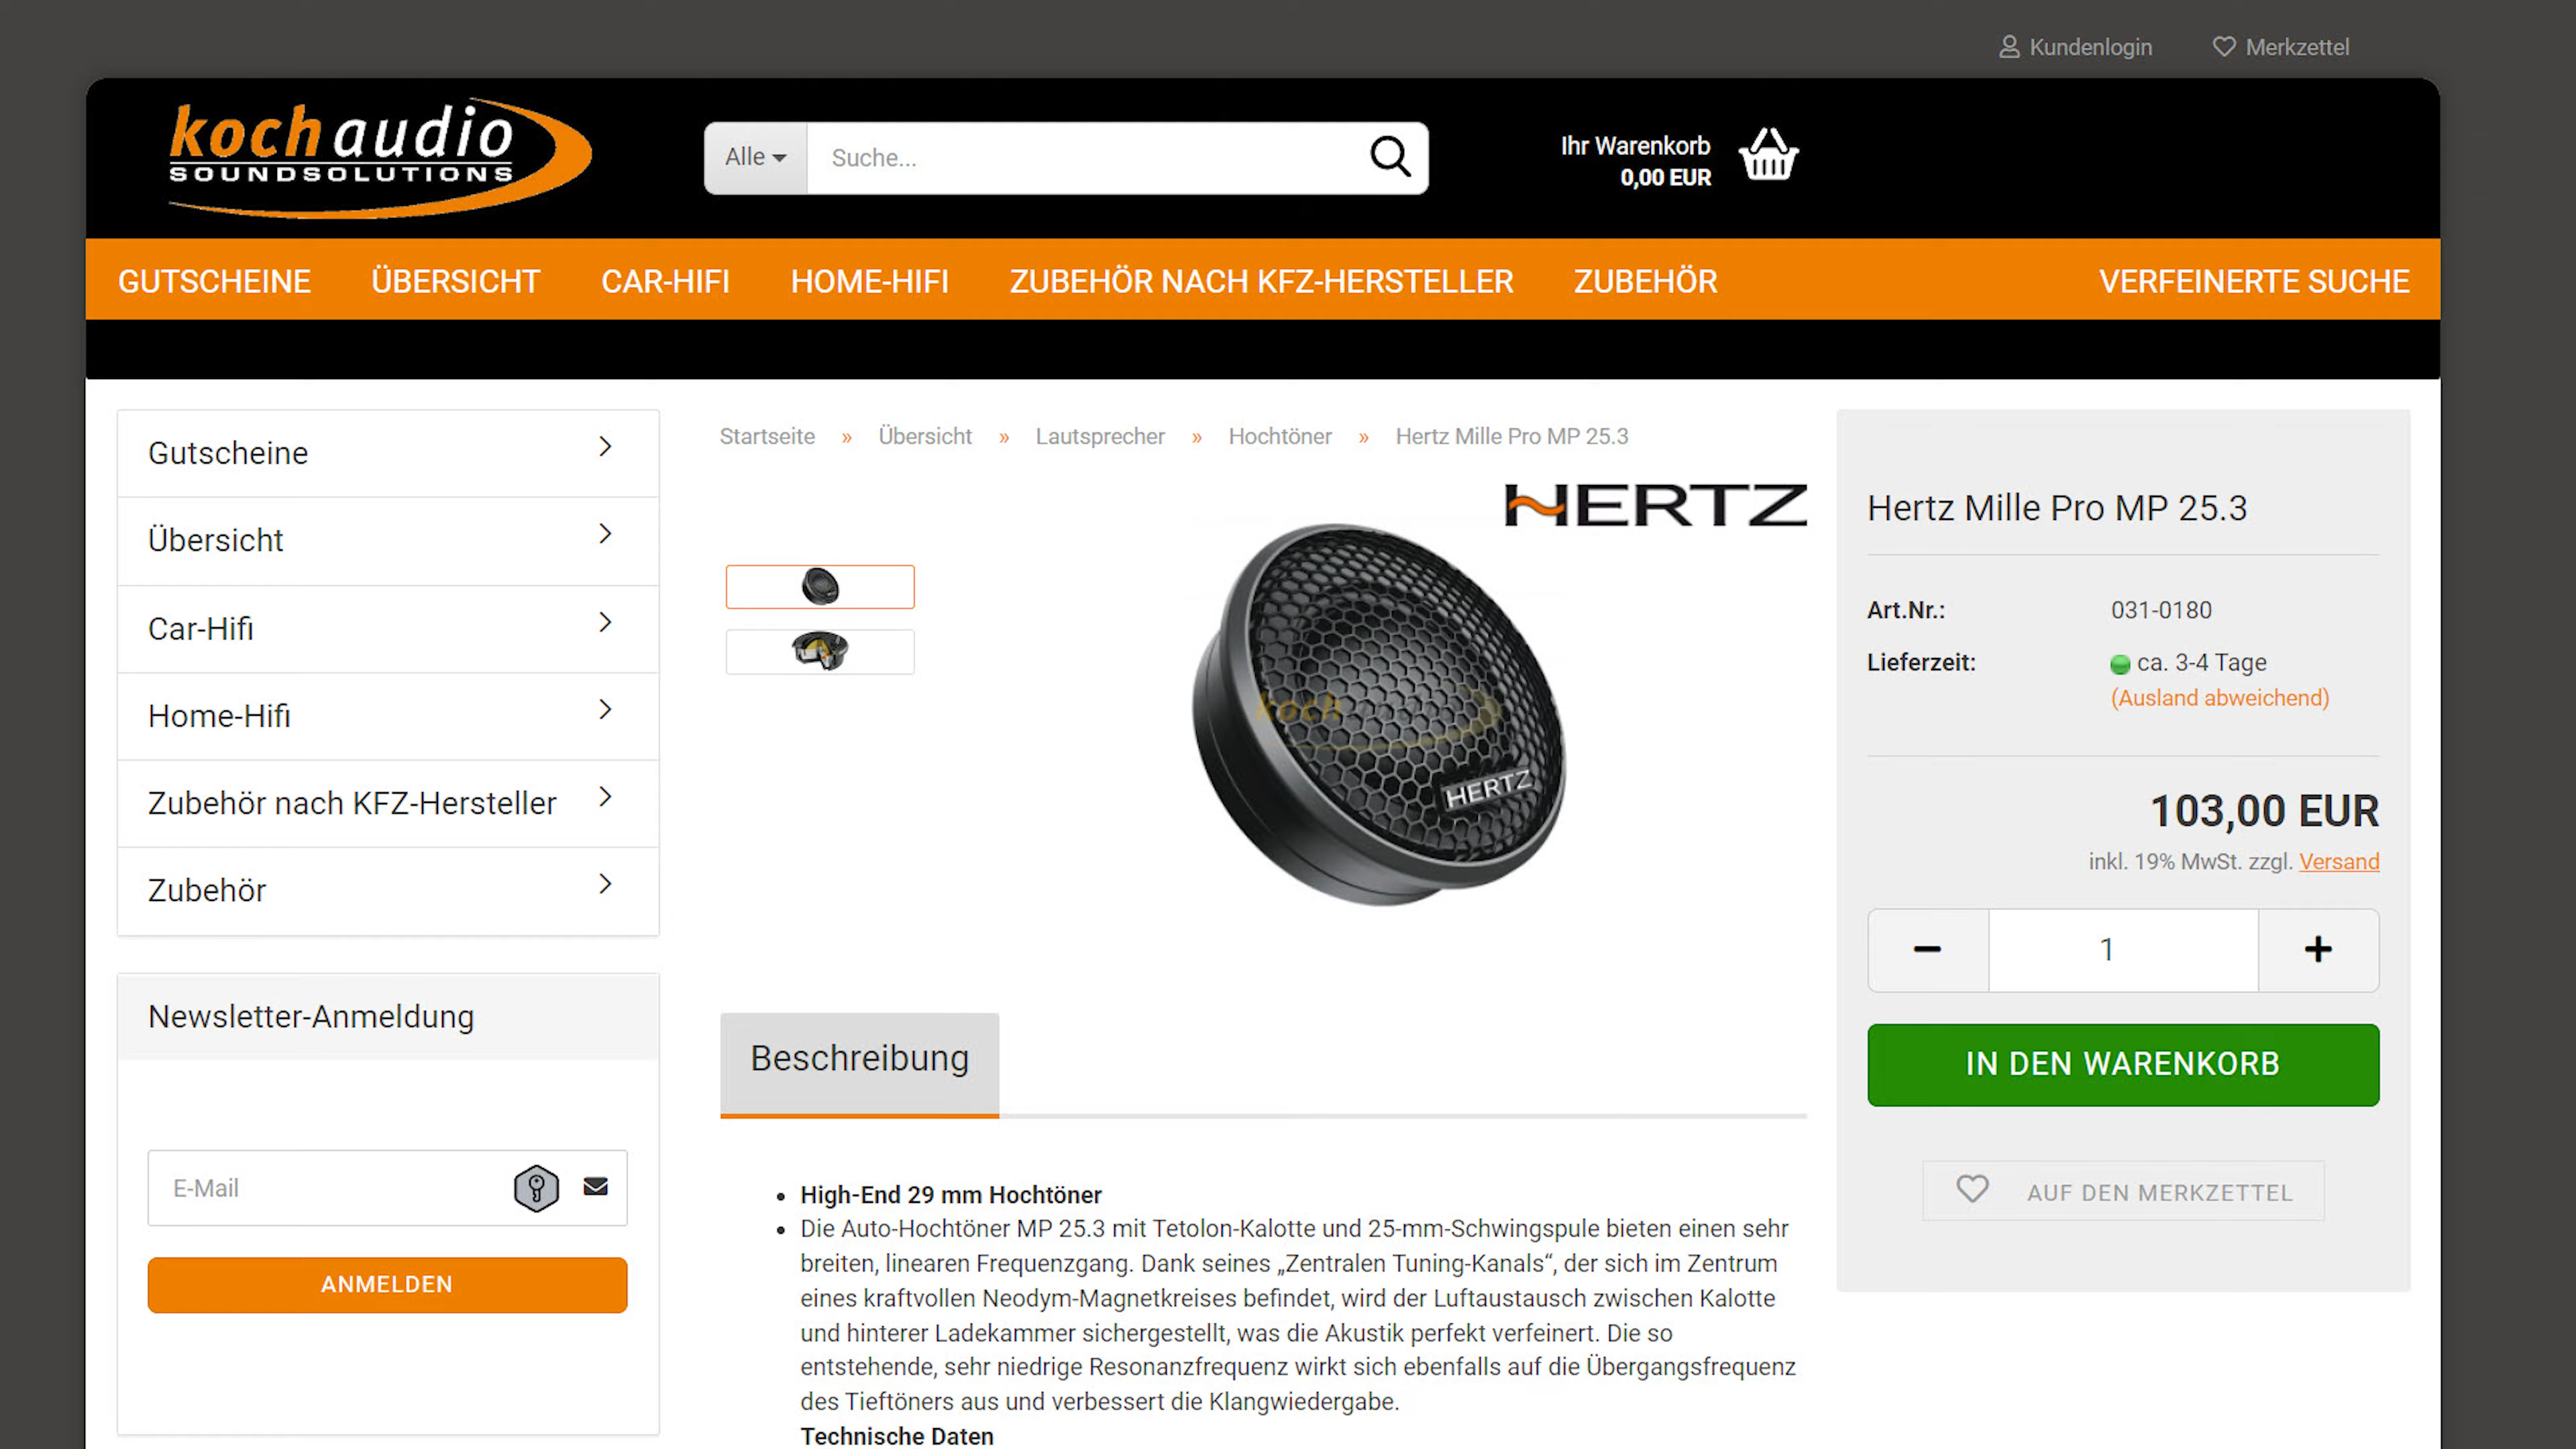 Kundenlogin
Merkzettel
koch audio
SOUNDSOLUTIONS
Alle
Suche...
Ihr Warenkorb
0,00 EUR
GUTSCHEINE
ÜBERSICHT
CAR-HIFI
HOME-HIFI
ZUBEHÖR NACH KFZ-HERSTELLER
ZUBEHÖR
VERFEINERTE SUCHE
Gutscheine
Übersicht
Car-Hifi
Home-Hifi
Zubehör nach KFZ-Hersteller
Zubehör
Newsletter-Anmeldung
E-Mail
ANMELDEN
Startseite » Übersicht » Lautsprecher » Hochtöner » Hertz Mille Pro MP 25.3
HERTZ
koch
HERTZ
Beschreibung
• High-End 29 mm Hochtöner
• Die Auto-Hochtöner MP 25.3 mit Tetolon-Kalotte und 25-mm-Schwingspule bieten einen sehr
breiten, linearen Frequenzgang. Dank seines „Zentralen Tuning-Kanals“, der sich im Zentrum
eines kraftvollen Neodym-Magnetkreises befindet, wird der Luftaustausch zwischen Kalotte
und hinterer Ladekammer sichergestellt, was die Akustik perfekt verfeinert. Die so
entstehende, sehr niedrige Resonanzfrequenz wirkt sich ebenfalls auf die Übergangsfrequenz
des Tieftöners aus und verbessert die Klangwiedergabe.
Technische Daten
Hertz Mille Pro MP 25.3
Art.Nr.: 031-0180
Lieferzeit: ca. 3-4 Tage
(Ausland abweichend)
103,00 EUR
inkl. 19% MwSt. zzgl. Versand
− 1 +
IN DEN WARENKORB
AUF DEN MERKZETTEL